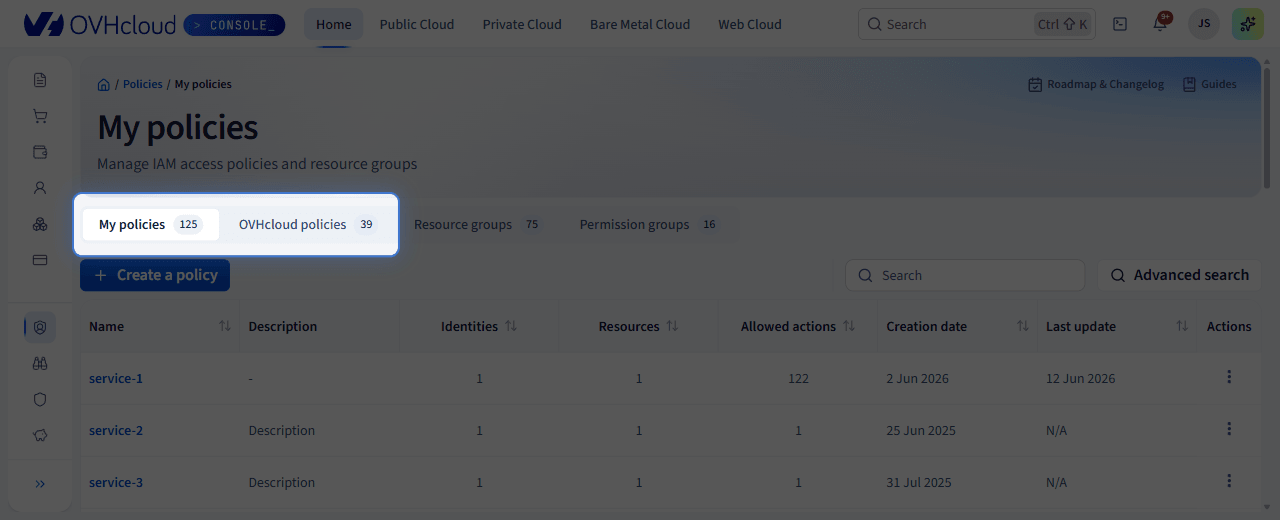 OVHcloud > CONSOLE_ Home Public Cloud Private Cloud Bare Metal Cloud Web Cloud Search Ctrl K 9+ JS
/ Policies / My policies Roadmap & Changelog Guides
My policies
Manage IAM access policies and resource groups
My policies 125 OVHcloud policies 39 Resource groups 75 Permission groups 16
+ Create a policy Search Advanced search
Name Description Identities Resources Allowed actions Creation date Last update Actions
service-1 - 1 1 122 2 Jun 2026 12 Jun 2026
service-2 Description 1 1 1 25 Jun 2025 N/A
service-3 Description 1 1 1 31 Jul 2025 N/A